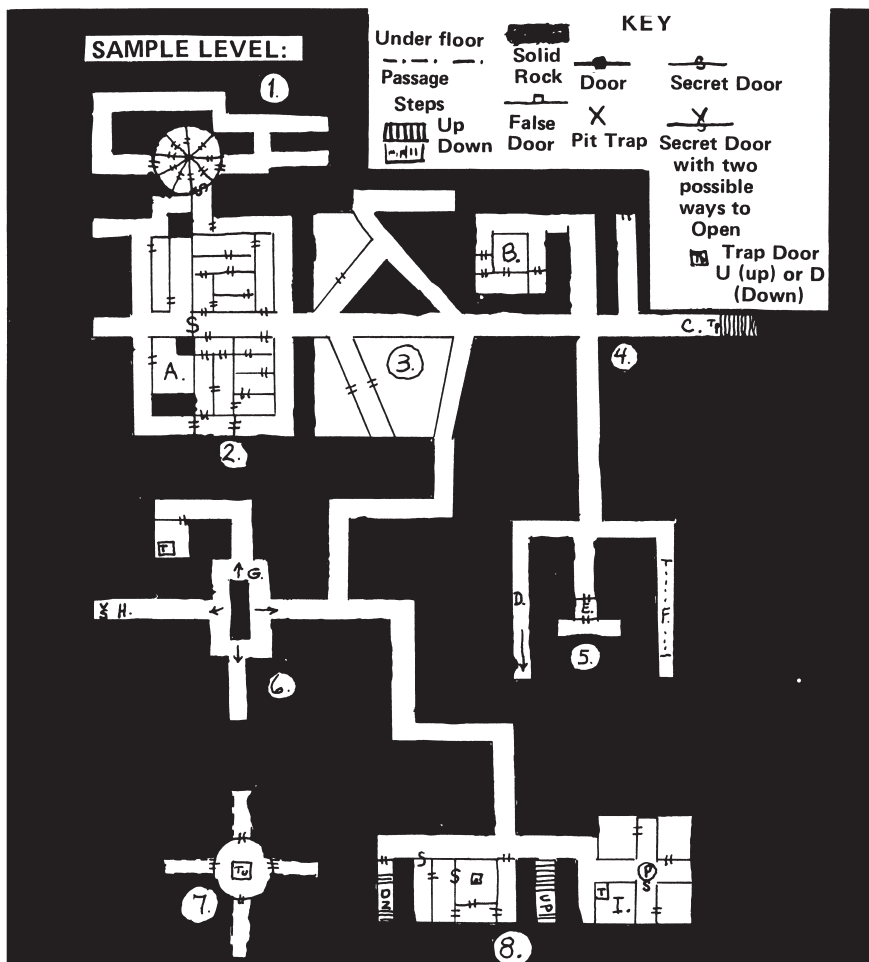 SAMPLE LEVEL:
KEY
Under floor
Passage
Solid
Rock
Door
Secret Door
Steps
Up
Down
False
Door
Pit Trap
Secret Door
with two
possible
ways to
Open
Trap Door
U (up) or D
(Down)
1.
S
B.
S
C.
3.
4.
A.
2.
T
G.
H.
D.
E.
F.
5.
6.
7.
S
S
UP
P
S
T
I.
8.